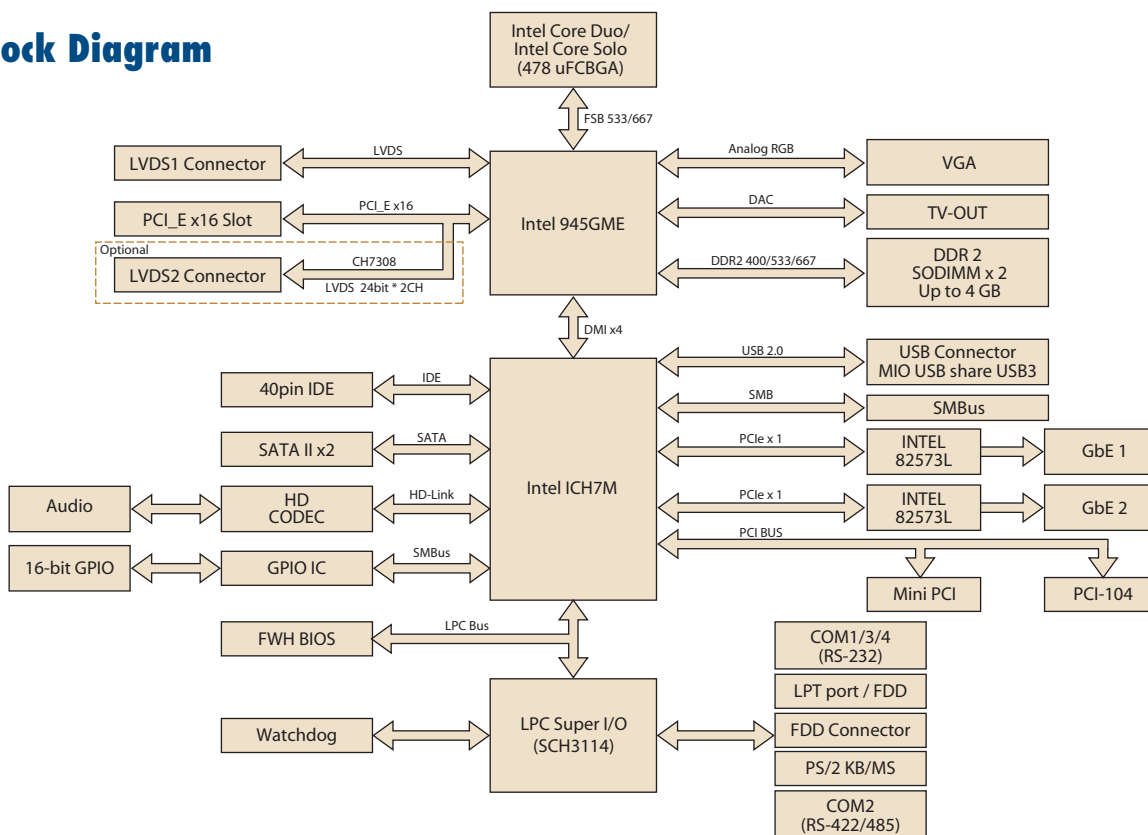 ock Diagram
Intel Core Duo/
Intel Core Solo
(478 uFCBGA)
FSB 533/667
LVDS1 Connector
LVDS
Analog RGB
VGA
PCI_E x16 Slot
PCI_E x16
Intel 945GME
DAC
TV-OUT
Optional
LVDS2 Connector
CH7308
LVDS 24bit * 2CH
DDR2 400/533/667
DDR 2
SODIMM x 2
Up to 4 GB
DMI x4
40pin IDE
IDE
USB 2.0
USB Connector
MIO USB share USB3
SMB
SMBus
SATA II x2
SATA
Intel ICH7M
PCIe x 1
INTEL
82573L
GbE 1
Audio
HD
CODEC
HD-Link
PCIe x 1
INTEL
82573L
GbE 2
16-bit GPIO
GPIO IC
SMBus
PCI BUS
Mini PCI
PCI-104
FWH BIOS
LPC Bus
COM1/3/4
(RS-232)
LPT port / FDD
Watchdog
LPC Super I/O
(SCH3114)
FDD Connector
PS/2 KB/MS
COM2
(RS-422/485)